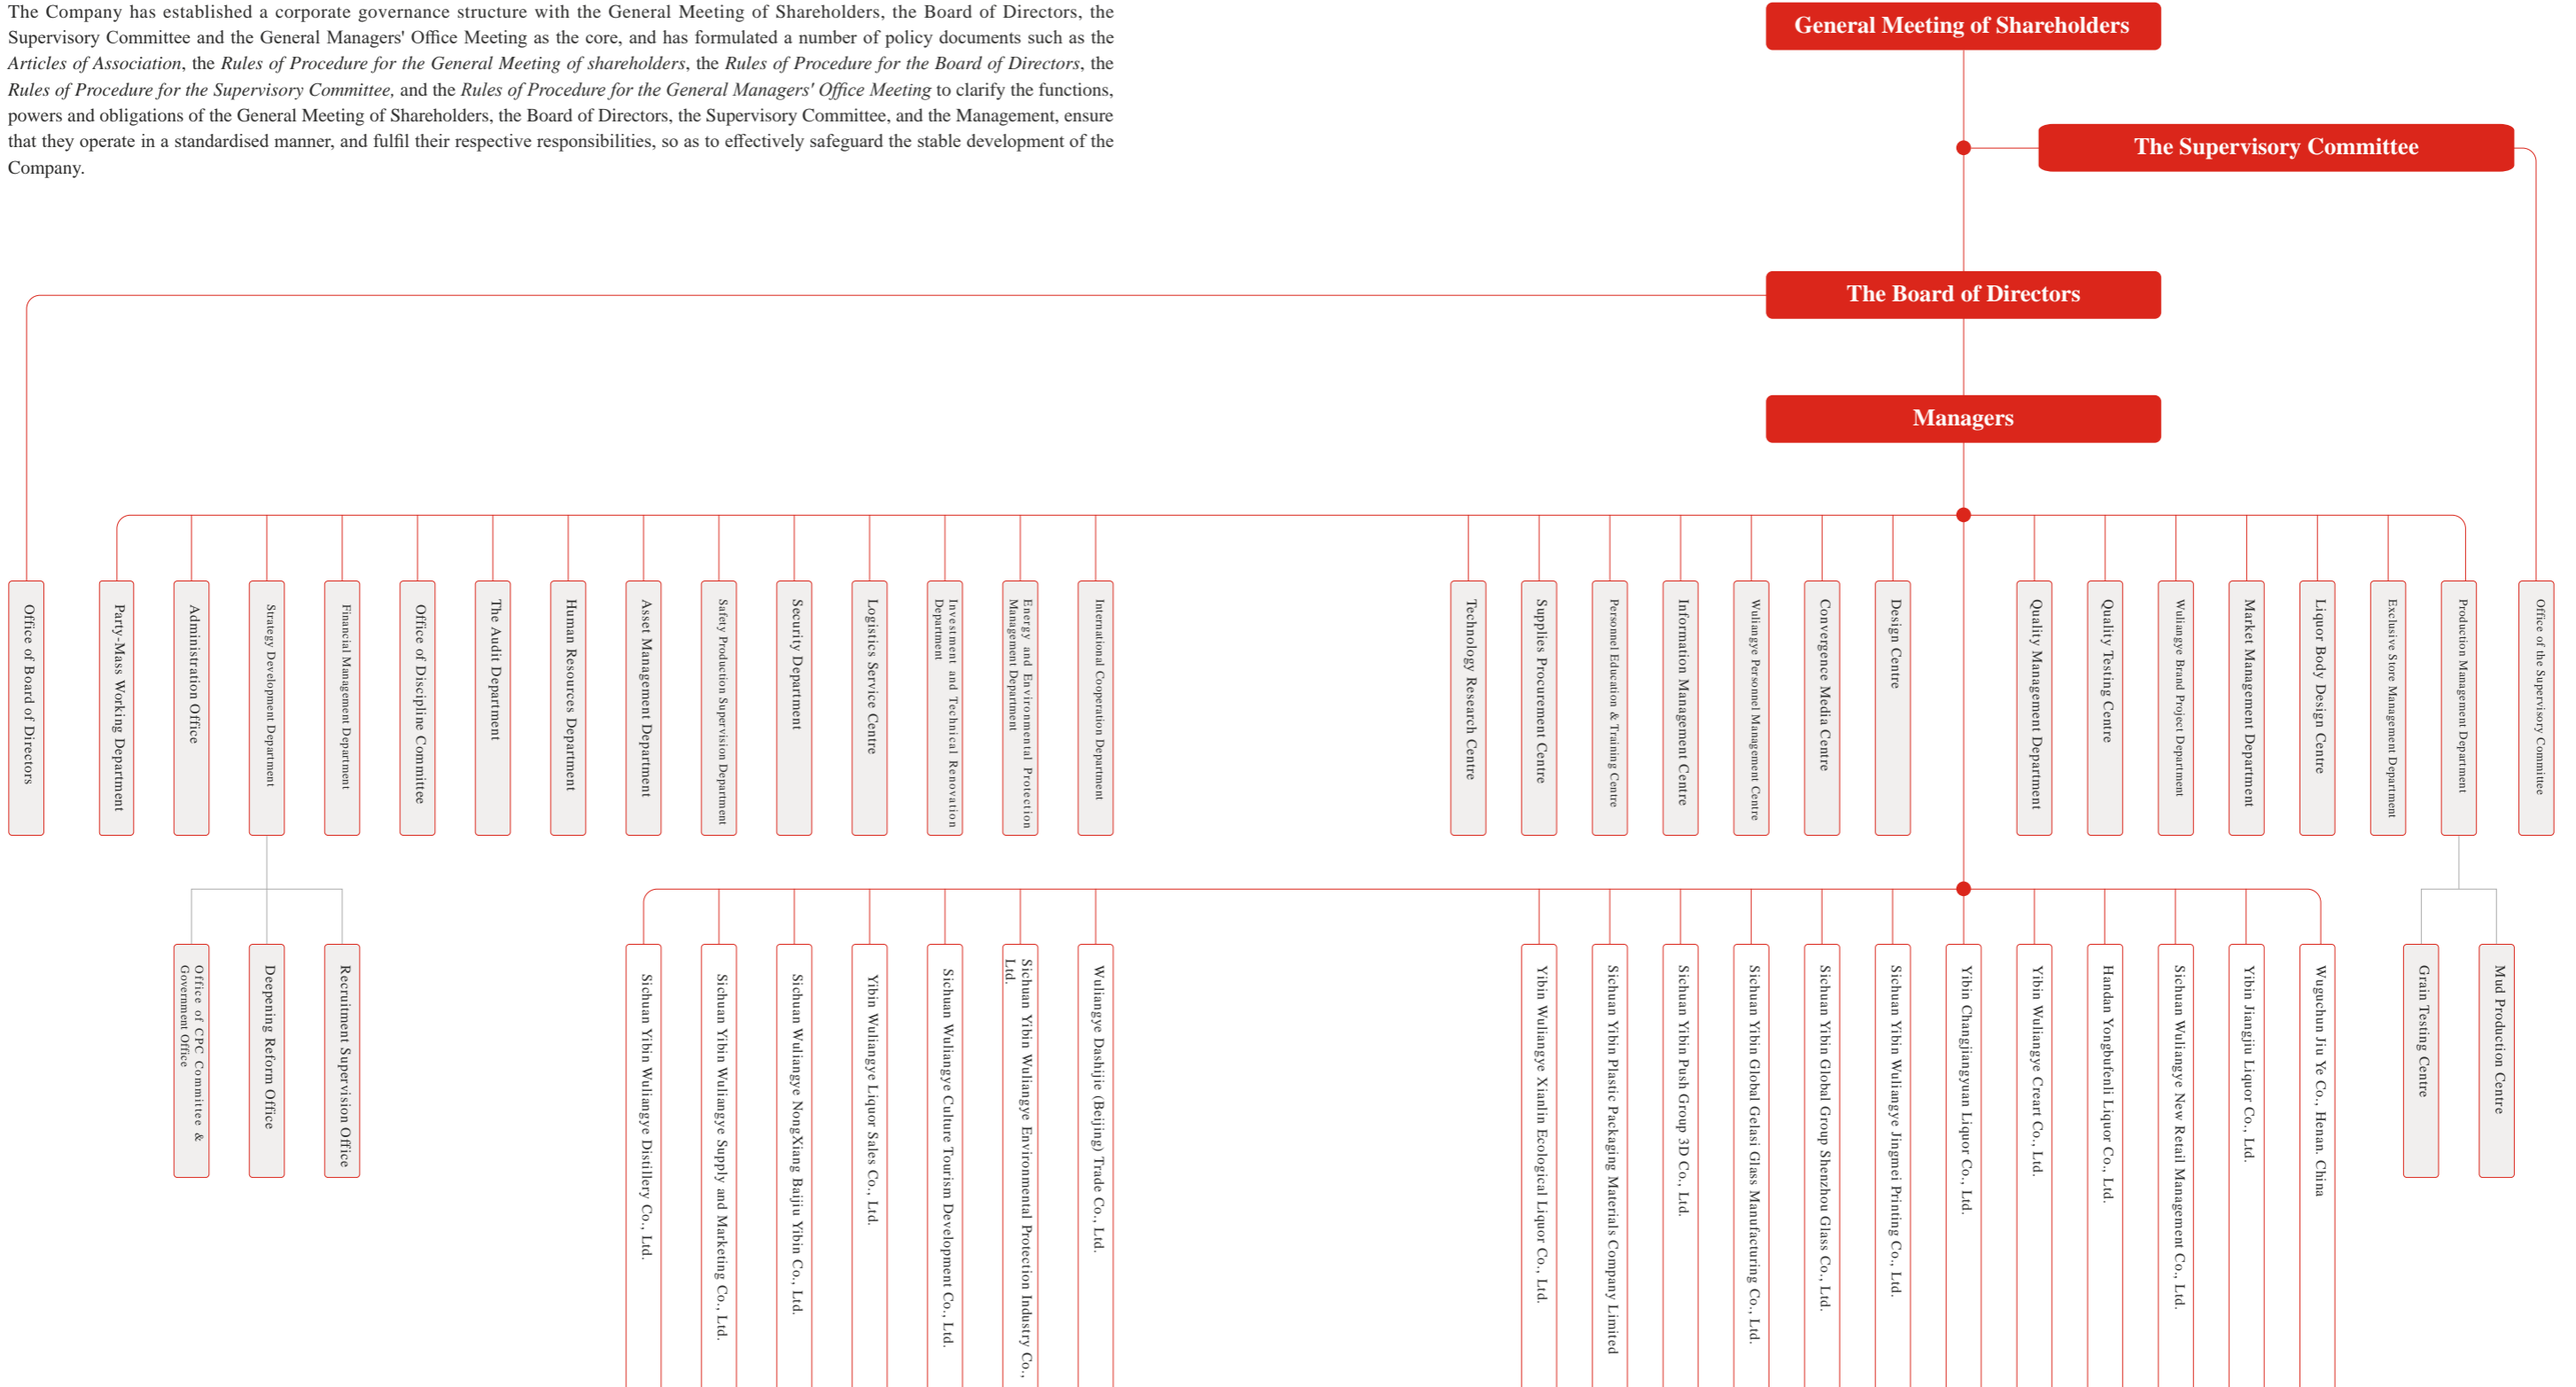 The Company has established a corporate governance structure with the General Meeting of Shareholders, the Board of Directors, the
Supervisory Committee and the General Managers' Office Meeting as the core, and has formulated a number of policy documents such as the
Articles of Association, the Rules of Procedure for the General Meeting of shareholders, the Rules of Procedure for the Board of Directors, the
Rules of Procedure for the Supervisory Committee, and the Rules of Procedure for the General Managers' Office Meeting to clarify the functions,
powers and obligations of the General Meeting of Shareholders, the Board of Directors, the Supervisory Committee, and the Management, ensure
that they operate in a standardised manner, and fulfil their respective responsibilities, so as to effectively safeguard the stable development of the
Company.
General Meeting of Shareholders
The Supervisory Committee
The Board of Directors
Managers
Office of Board of Directors
Party-Mass Working Department
Administration Office
Strategy Development Department
Financial Management Department
Office of Discipline Committee
The Audit Department
Human Resources Department
Asset Management Department
Safety Production Supervision Department
Security Department
Logistics Service Centre
Investment and Technical Renovation
Department
Energy and Environmental Protection
Management Department
International Cooperation Department
Technology Research Centre
Supplies Procurement Centre
Personnel Education & Training Centre
Information Management Centre
Wuliangye Personnel Management Centre
Convergence Media Centre
Design Centre
Quality Management Department
Quality Testing Centre
Wuliangye Brand Project Department
Market Management Department
Liquor Body Design Centre
Exclusive Store Management Department
Production Management Department
Office of the Supervisory Committee
Office of CPC Committee &
Government Office
Deepening Reform Office
Recruitment Supervision Office
Sichuan Yibin Wuliangye Distillery Co., Ltd.
Sichuan Yibin Wuliangye Supply and Marketing Co., Ltd.
Sichuan Wuliangye NongXiang Baijiu Yibin Co., Ltd.
Yibin Wuliangye Liquor Sales Co., Ltd.
Sichuan Wuliangye Culture Tourism Development Co., Ltd.
Sichuan Yibin Wuliangye Environmental Protection Industry Co.,
Ltd.
Wuliangye Dashijie (Beijing) Trade Co., Ltd.
Yibin Wuliangye Xianlin Ecological Liquor Co., Ltd.
Sichuan Yibin Plastic Packaging Materials Company Limited
Sichuan Yibin Push Group 3D Co., Ltd.
Sichuan Yibin Global Gelasi Glass Manufacturing Co., Ltd.
Sichuan Yibin Global Group Shenzhou Glass Co., Ltd.
Sichuan Yibin Wuliangye Jingmei Printing Co., Ltd.
Yibin Changjiangyuan Liquor Co., Ltd.
Yibin Wuliangye Creart Co., Ltd.
Handan Yongbufenli Liquor Co., Ltd.
Sichuan Wuliangye New Retail Management Co., Ltd.
Yibin Jiangjiu Liquor Co., Ltd.
Wuguchun Jiu Ye Co., Henan. China
Grain Testing Centre
Mud Production Centre